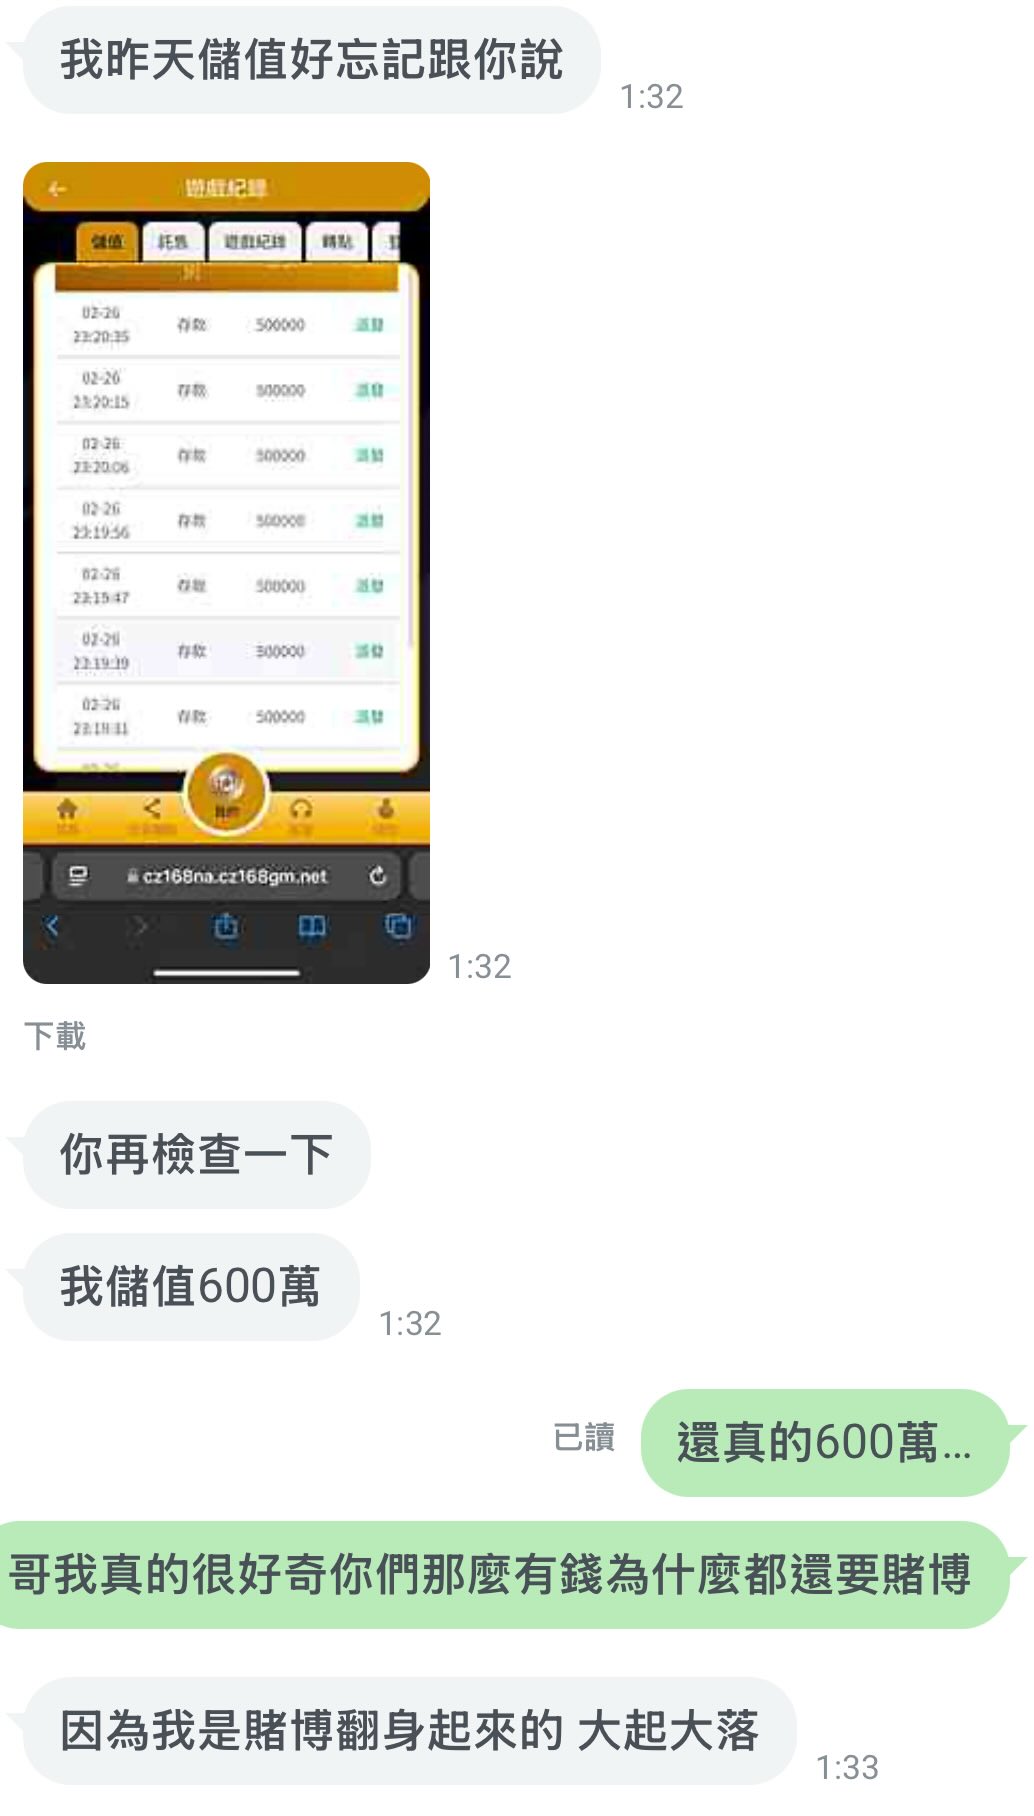 我昨天儲值好忘記跟你說
1:32
遊戲紀錄
儲值 託售 遊戲紀錄 轉點
02-26
23:20:35
存款 500000
02-26
23:20:15
存款 500000
02-26
23:20:06
存款 500000
02-26
23:19:56
存款 500000
02-26
23:19:47
存款 500000
02-26
23:19:39
存款 500000
02-26
23:19:31
存款 500000
cz168na.cz168gm.net
1:32
下載
你再檢查一下
我儲值600萬
1:32
已讀
還真的600萬...
哥我真的很好奇你們那麼有錢為什麼都還要賭博
因為我是賭博翻身起來的 大起大落
1:33